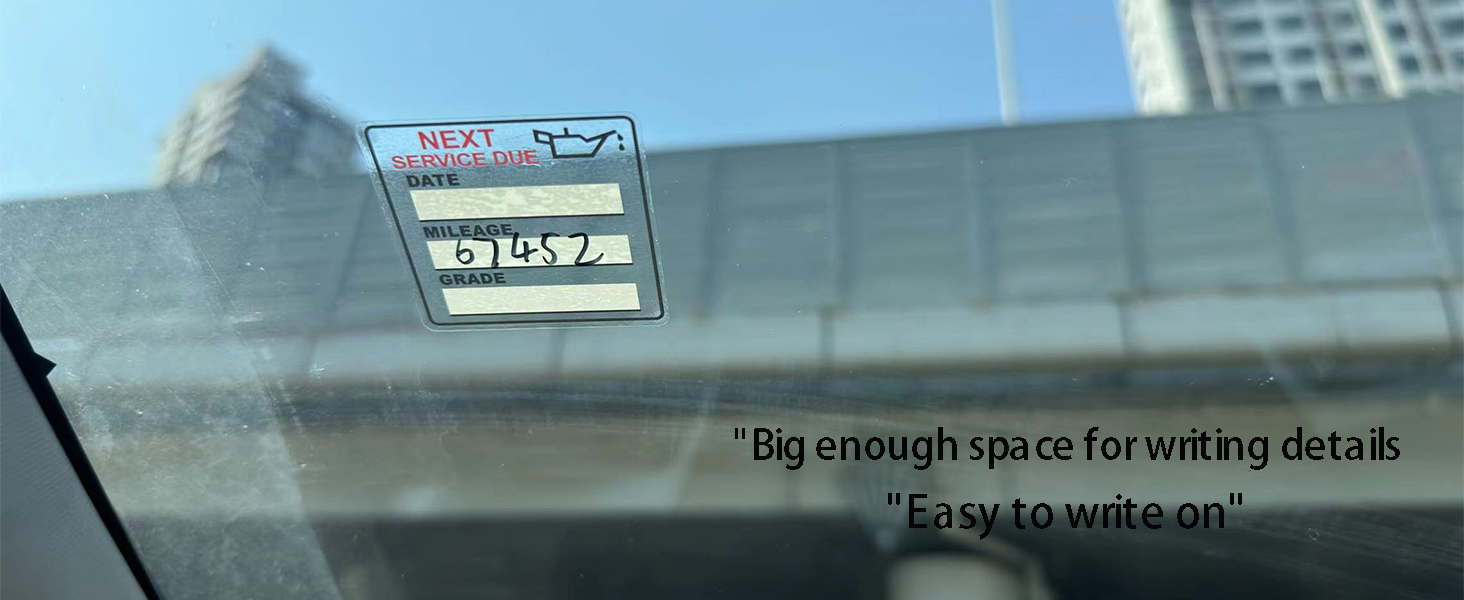 NEXT
SERVICE DUE
DATE
MILEAGE
67452
GRADE
"Big enough space for writing details
"Easy to write on"